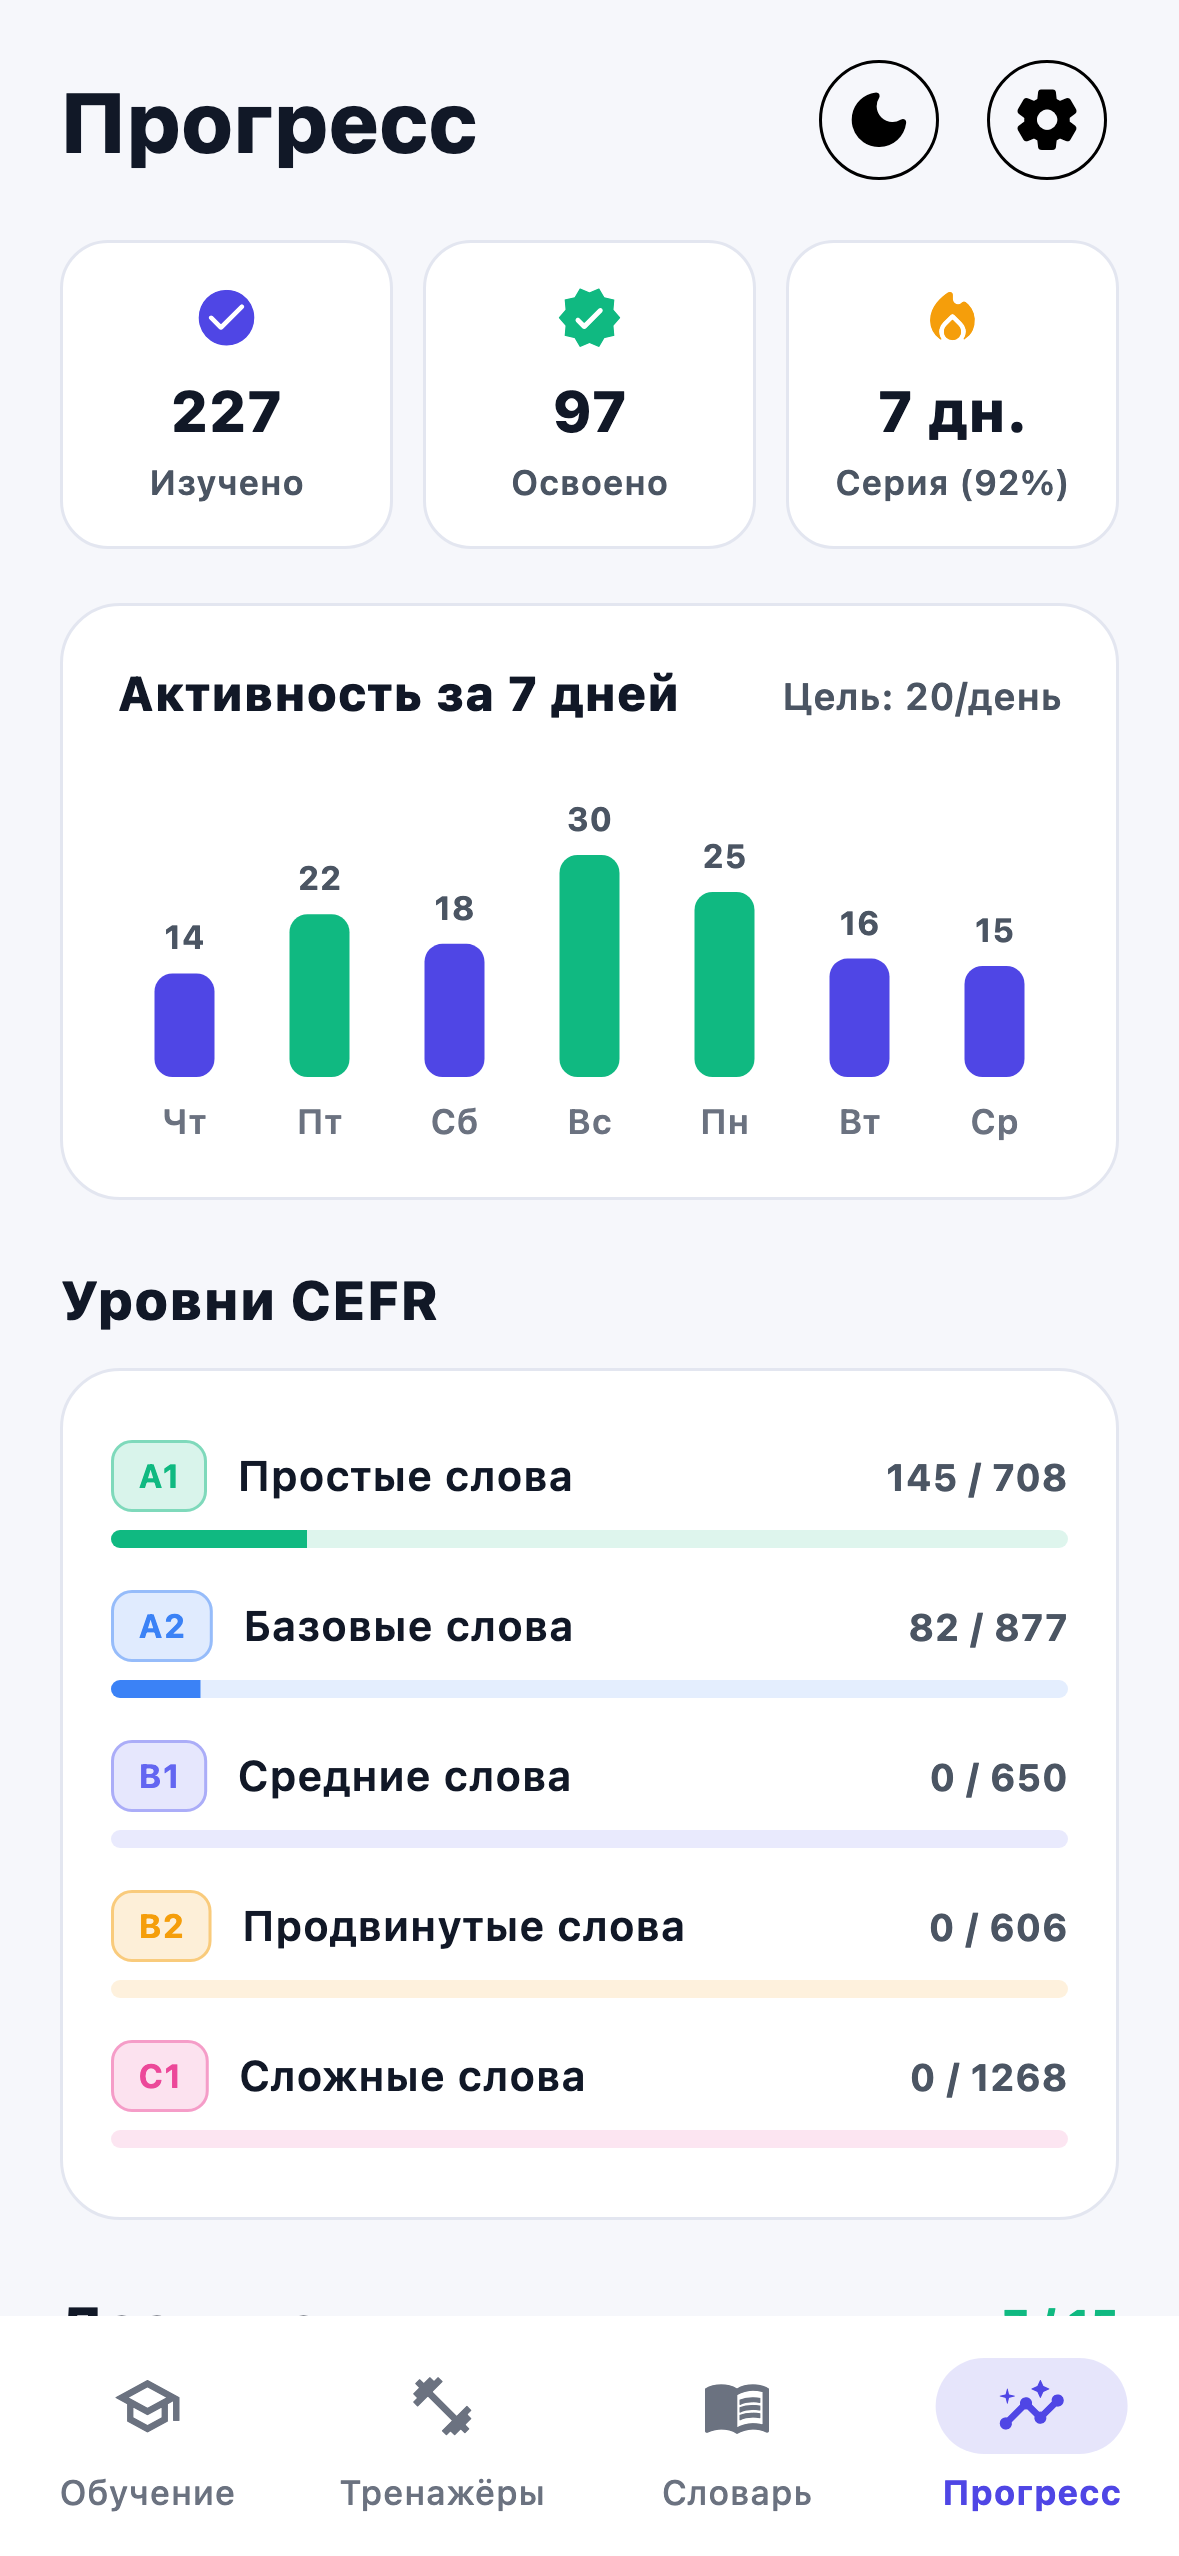 Прогресс
227
Изучено
97
Освоено
7 дн.
Серия (92%)
Активность за 7 дней
Цель: 20/день
14
22
18
30
25
16
15
Чт
Пт
Сб
Вс
Пн
Вт
Ср
Уровни CEFR
A1 Простые слова 145 / 708
A2 Базовые слова 82 / 877
B1 Средние слова 0 / 650
B2 Продвинутые слова 0 / 606
C1 Сложные слова 0 / 1268
Обучение
Тренажёры
Словарь
Прогресс